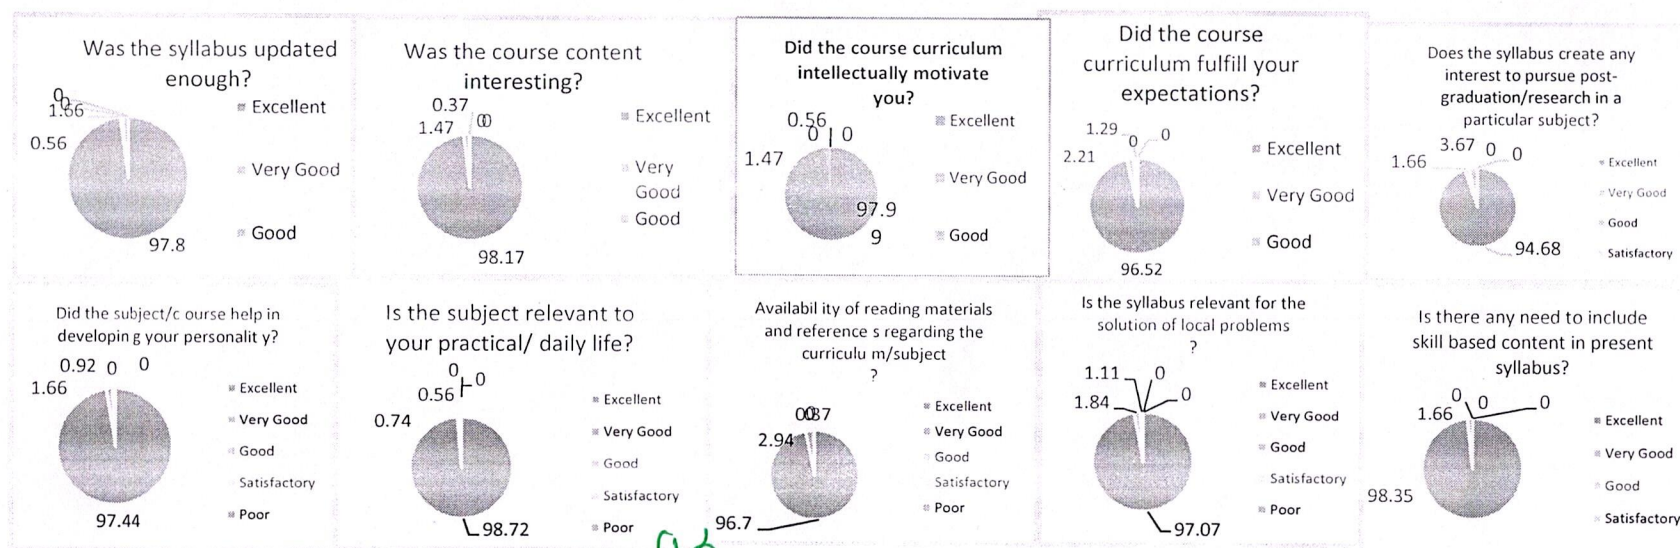 Was the syllabus updated
enough?
0
0
1.66
0.56
97.8
Excellent
Very Good
Good
Was the course content
interesting?
0.37
1.47
0
0
98.17
Excellent
Very
Good
Good
Did the course curriculum
intellectually motivate
you?
0.56
0
0
1.47
97.9
9
Excellent
Very Good
Good
Did the course
curriculum fulfill your
expectations?
1.29
0
0
2.21
96.52
Excellent
Very Good
Good
Does the syllabus create any
interest to pursue post-
graduation/research in a
particular subject?
3.67
0
0
1.66
94.68
Excellent
Very Good
Good
Satisfactory
Did the subject/c ourse help in
developin g your personalit y?
0.92
0
0
1.66
97.44
Excellent
Very Good
Good
Satisfactory
Poor
Is the subject relevant to
your practical/ daily life?
0
0
0.56
0.74
98.72
Excellent
Very Good
Good
Satisfactory
Poor
Availabil ity of reading materials
and reference s regarding the
curriculu m/subject
?
2.94
96.7
Excellent
Very Good
Good
Satisfactory
Poor
Is the syllabus relevant for the
solution of local problems
?
1.11
0
0
1.84
97.07
Excellent
Very Good
Good
Satisfactory
Poor
Is there any need to include
skill based content in present
syllabus?
0
0
0
1.66
98.35
Excellent
Very Good
Good
Satisfactory